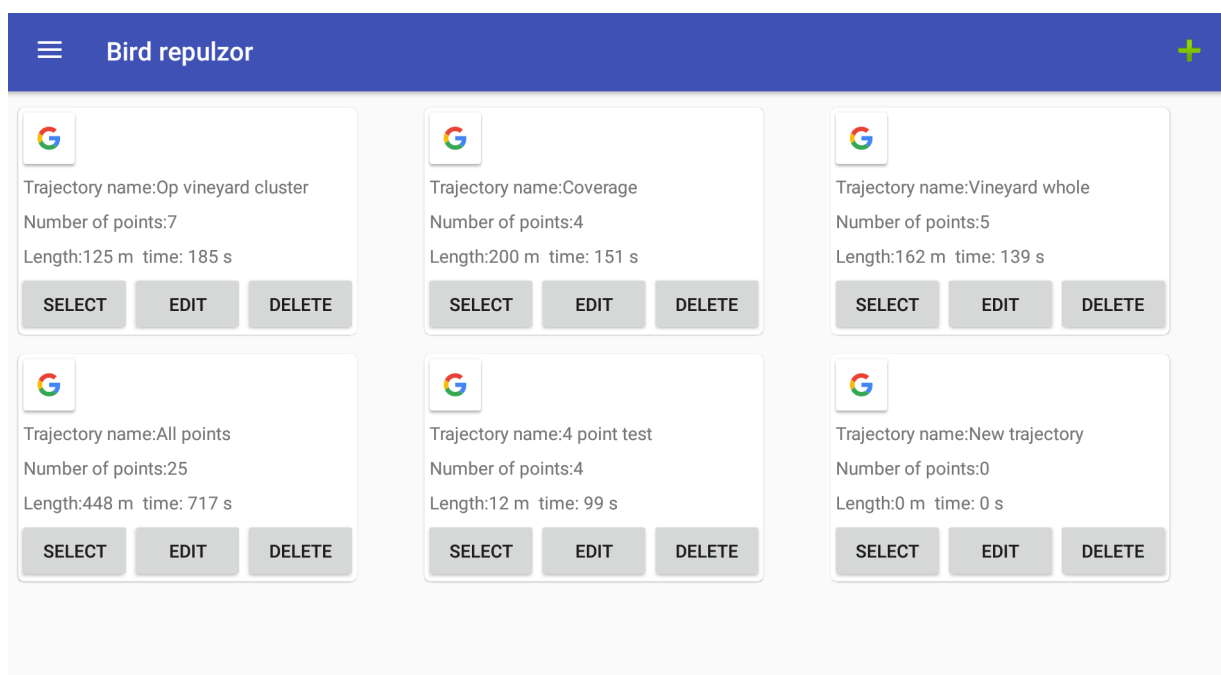 Bird repulzor
Trajectory name:Op vineyard cluster
Number of points:7
Length:125 m time: 185 s
SELECT EDIT DELETE
Trajectory name:Coverage
Number of points:4
Length:200 m time: 151 s
SELECT EDIT DELETE
Trajectory name:Vineyard whole
Number of points:5
Length:162 m time: 139 s
SELECT EDIT DELETE
Trajectory name:All points
Number of points:25
Length:448 m time: 717 s
SELECT EDIT DELETE
Trajectory name:4 point test
Number of points:4
Length:12 m time: 99 s
SELECT EDIT DELETE
Trajectory name:New trajectory
Number of points:0
Length:0 m time: 0 s
SELECT EDIT DELETE